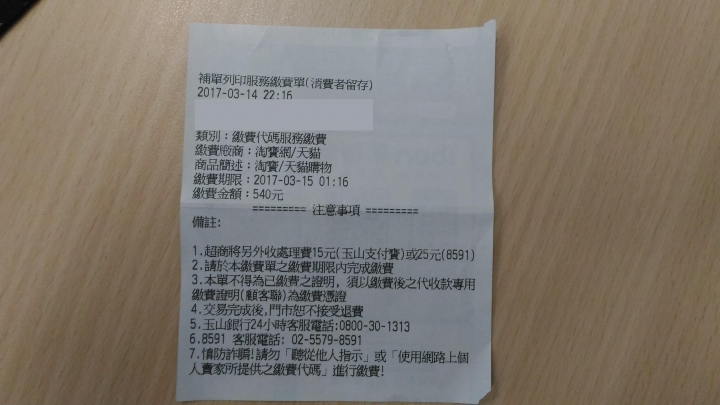 補單列印服務繳費單(消費者留存)
2017-03-14 22:16
類別：繳費代碼服務繳費
繳費廠商：淘寶網/天貓
商品簡述：淘寶/天貓購物
繳費期限：2017-03-15 01:16
繳費金額：540元
========= 注意事項 =========
備註:
1.超商將另外收處理費15元(玉山支付寶)或25元(8591)
2.請於本繳費單之繳費期限內完成繳費
3.本單不得為已繳費之證明, 須以繳費後之代收款專用
繳費證明(顧客聯)為繳費憑證
4.交易完成後,門市恕不接受退費
5.玉山銀行24小時客服電話:0800-30-1313
6.8591 客服電話: 02-5579-8591
7.慎防詐騙!請勿「聽從他人指示」或「使用網路上個
人賣家所提供之繳費代碼」進行繳費!